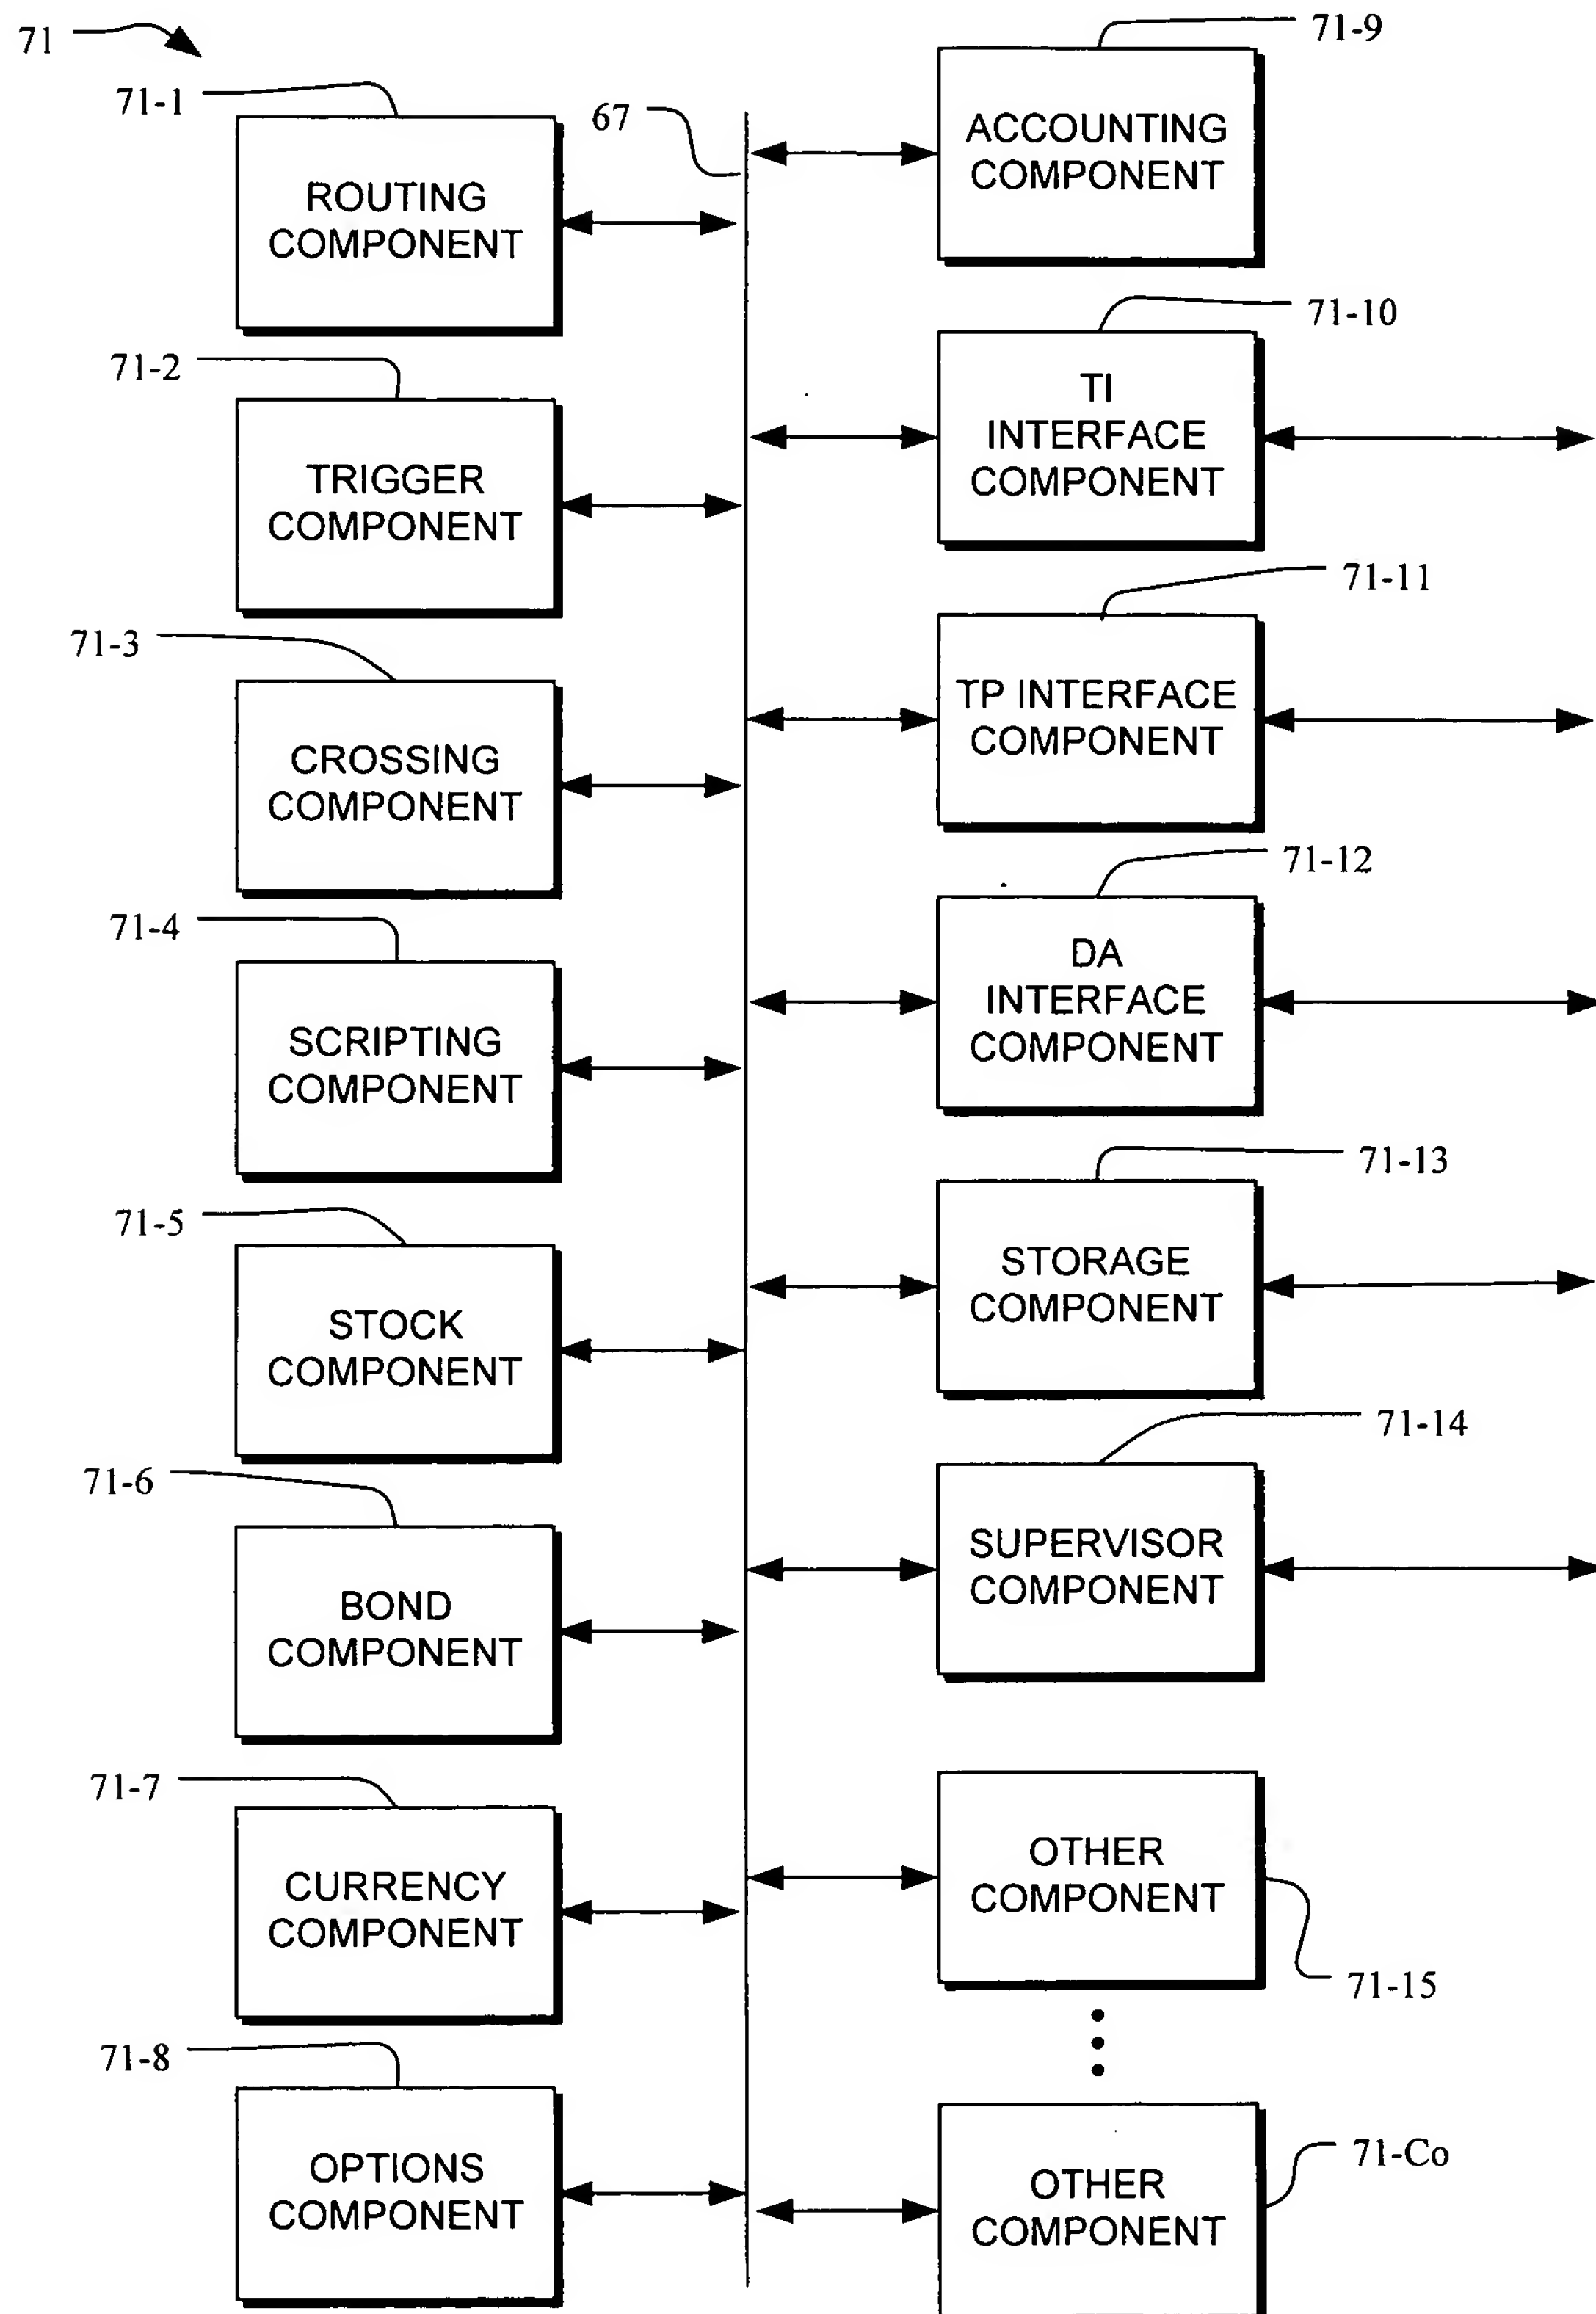 71
71-1
ROUTING
COMPONENT
71-2
TRIGGER
COMPONENT
71-3
CROSSING
COMPONENT
71-4
SCRIPTING
COMPONENT
71-5
STOCK
COMPONENT
71-6
BOND
COMPONENT
71-7
CURRENCY
COMPONENT
71-8
OPTIONS
COMPONENT
67
71-9
ACCOUNTING
COMPONENT
71-10
TI
INTERFACE
COMPONENT
71-11
TP INTERFACE
COMPONENT
71-12
DA
INTERFACE
COMPONENT
71-13
STORAGE
COMPONENT
71-14
SUPERVISOR
COMPONENT
OTHER
COMPONENT
71-15
71-Co
OTHER
COMPONENT